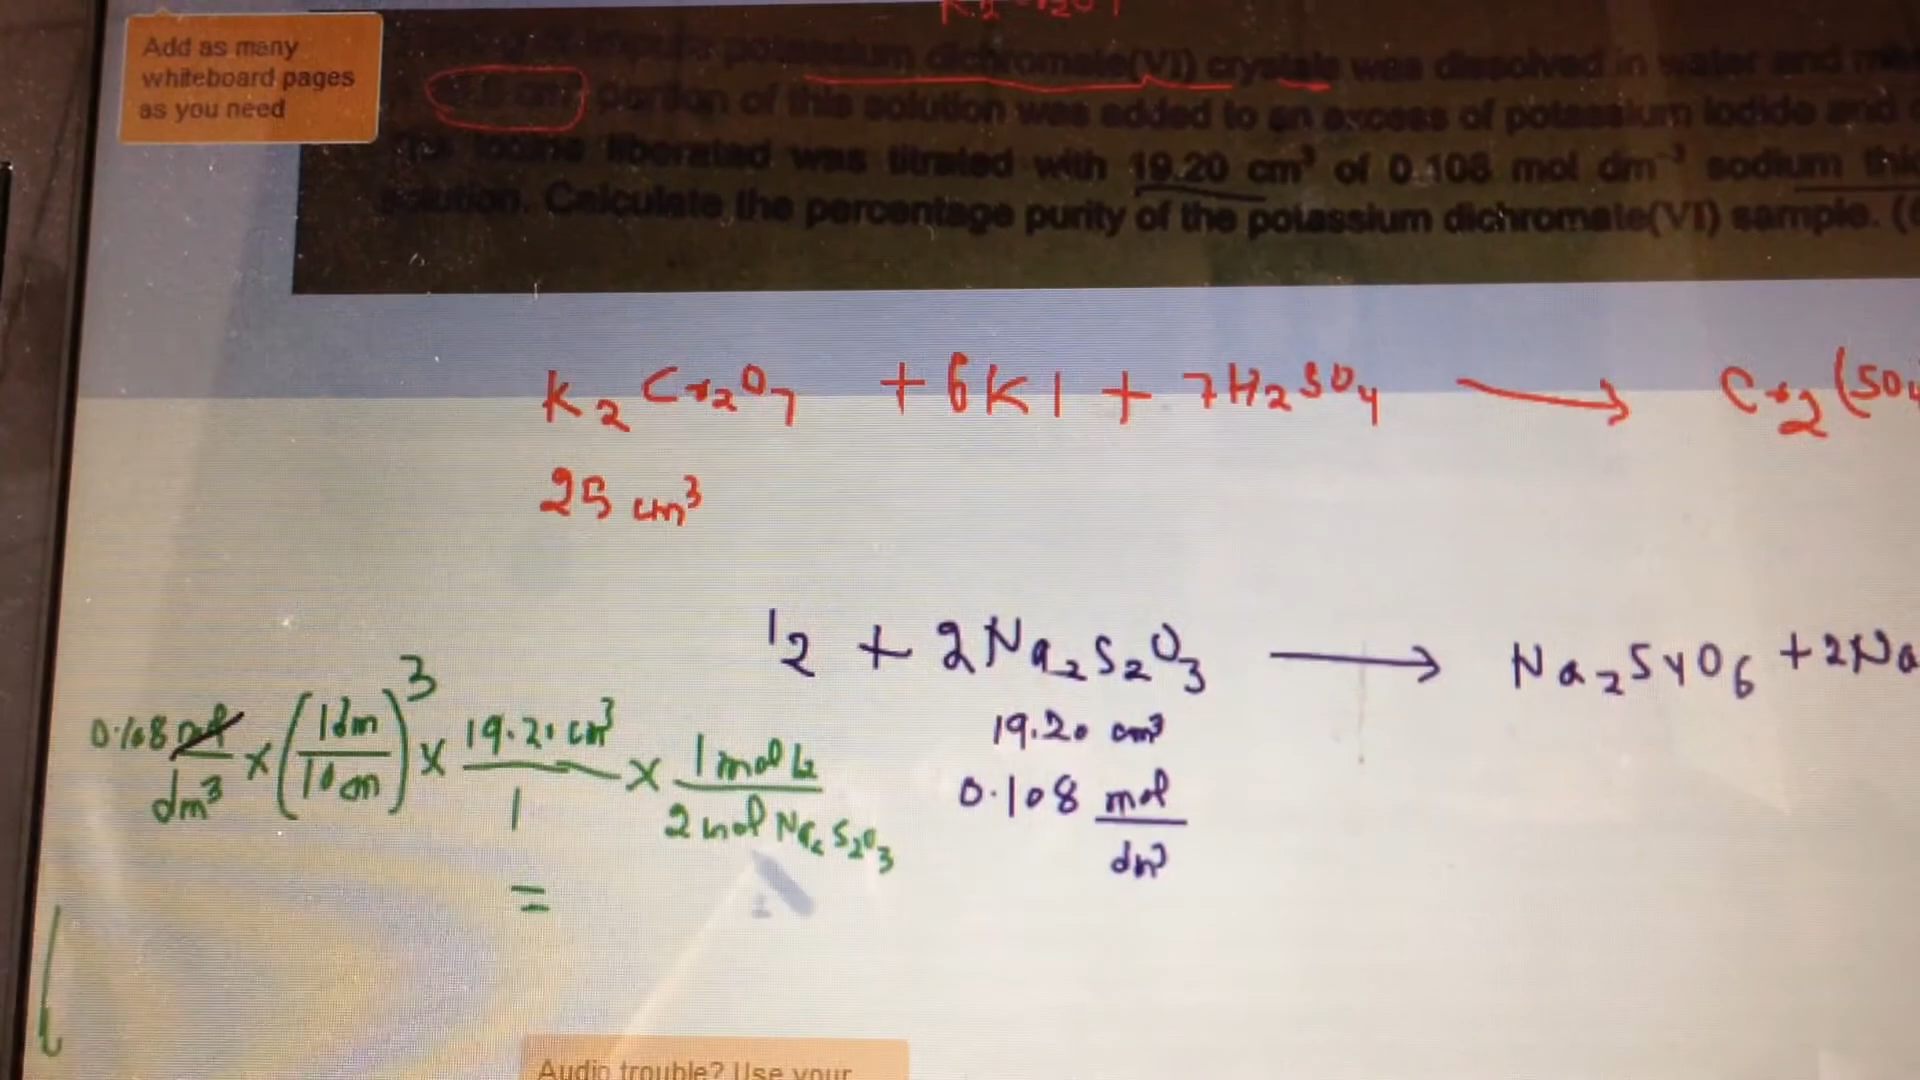 Add as many
whiteboard pages
as you need
potassium dichromate(VI) crystals was dissolved in water and
portion of this solution was added to an excess of potassium iodide and
iodine liberated was titrated with 19.20 cm³ of 0.108 mol dm⁻³ sodium
solution. Calculate the percentage purity of the potassium dichromate(VI) sample.
K₂Cr₂O₇ + 6KI + 7H₂SO₄ → Cr₂(SO₄
25 cm³
I₂ + 2Na₂S₂O₃ → Na₂S₄O₆ + 2Na
19.20 cm³
0.108 mol/dm³
0.108 mol/dm³ × (1dm/10cm)³ × 19.20 cm³/1 × 1 mol I₂/2 mol Na₂S₂O₃
=
Audio trouble? Use your